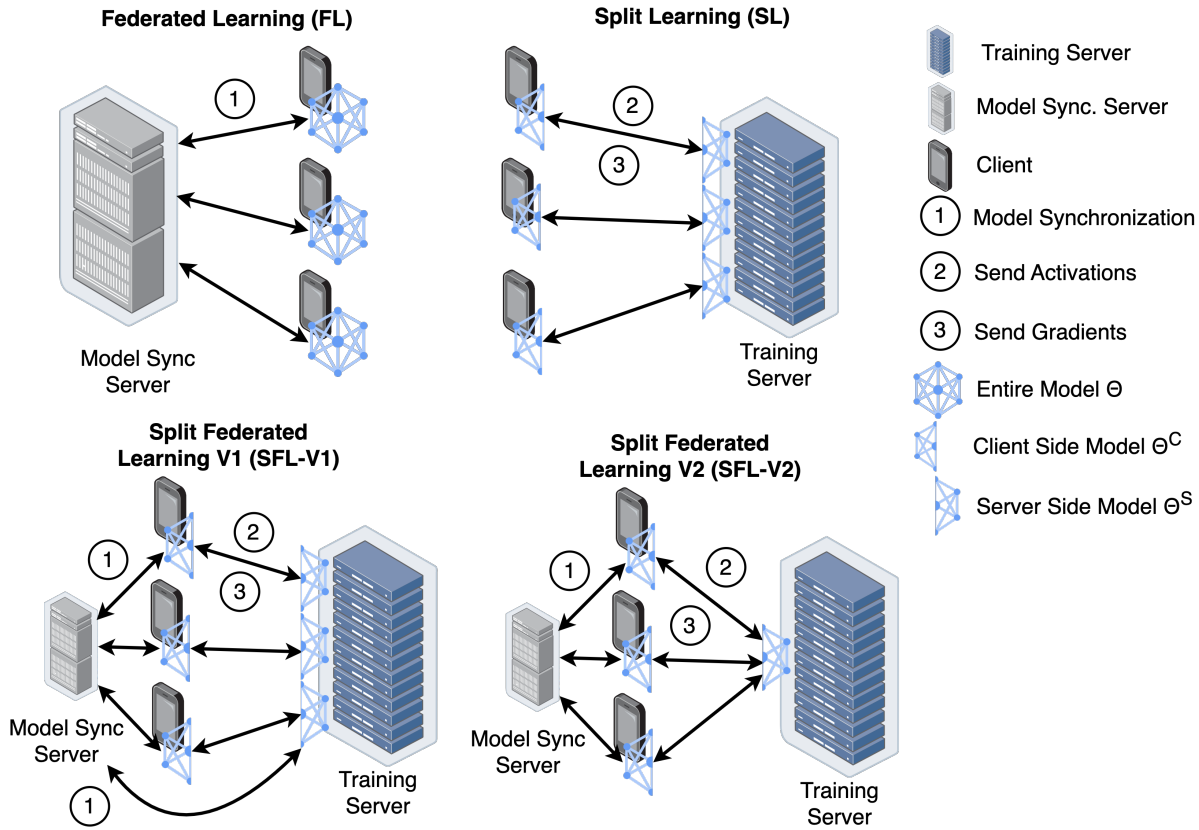 Federated Learning (FL)
1
Model Sync
Server
Split Learning (SL)
2
3
Training
Server
Training Server
Model Sync. Server
Client
1 Model Synchronization
2 Send Activations
3 Send Gradients
Entire Model Θ
Client Side Model Θ^C
Server Side Model Θ^S
Split Federated
Learning V1 (SFL-V1)
1
2
3
Model Sync
Server
1
Training
Server
Split Federated
Learning V2 (SFL-V2)
1
2
3
Model Sync
Server
Training
Server